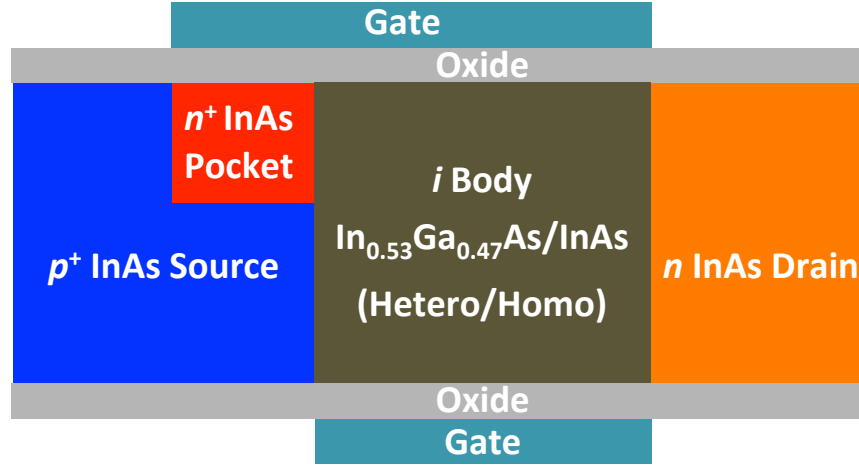 Gate
Oxide
n⁺ InAs
Pocket
i Body
In₀.₅₃Ga₀.₄₇As/InAs
(Hetero/Homo)
p⁺ InAs Source
n InAs Drain
Oxide
Gate